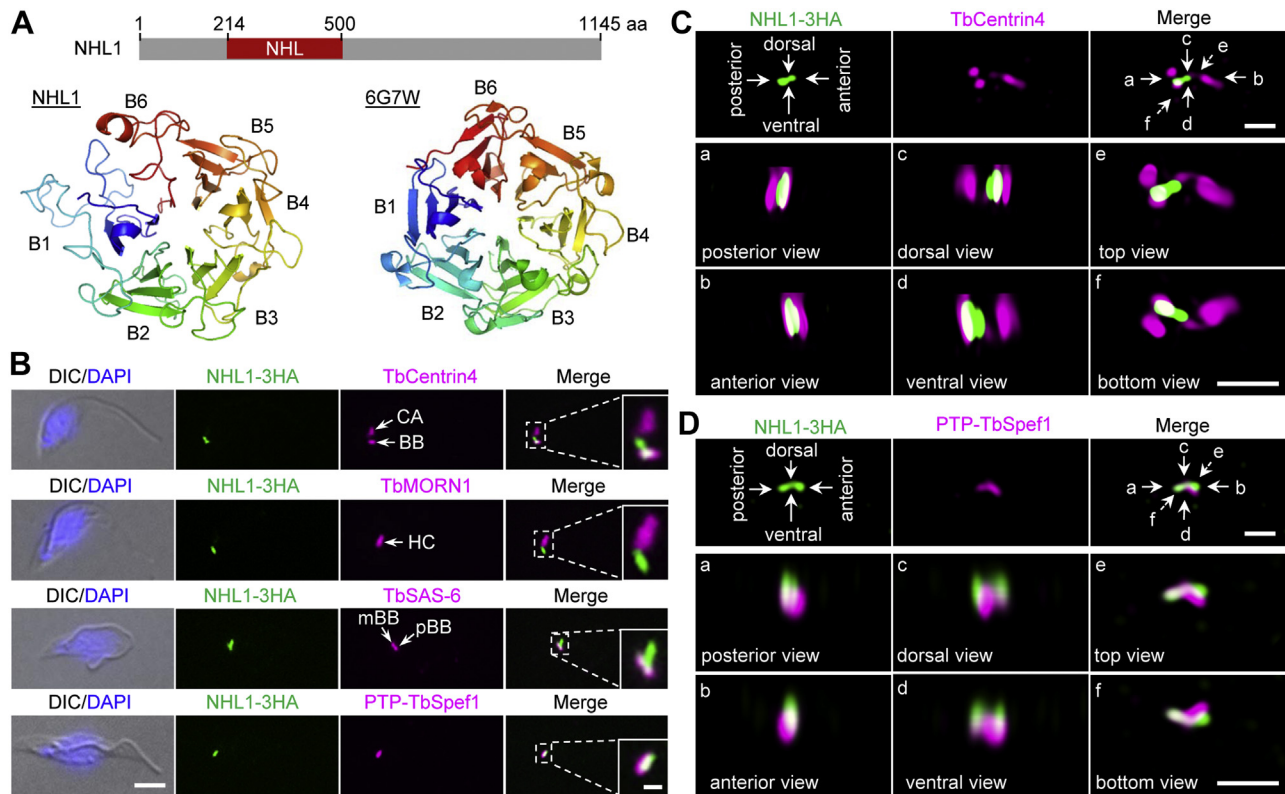 A
1 214 500 1145 aa
NHL1 NHL
NHL1 6G7W
B6 B5 B4 B3 B2 B1
B6 B5 B4 B3 B2 B1
B
DIC/DAPI NHL1-3HA TbCentrin4 Merge
CA
BB
DIC/DAPI NHL1-3HA TbMORN1 Merge
HC
DIC/DAPI NHL1-3HA TbSAS-6 Merge
mBB pBB
DIC/DAPI NHL1-3HA PTP-TbSpef1 Merge
C
NHL1-3HA TbCentrin4 Merge
dorsal
posterior
anterior
ventral
c e
a b
f d
a c e
posterior view dorsal view top view
b d f
anterior view ventral view bottom view
D
NHL1-3HA PTP-TbSpef1 Merge
dorsal
posterior
anterior
ventral
c e
a b
f d
a c e
posterior view dorsal view top view
b d f
anterior view ventral view bottom view